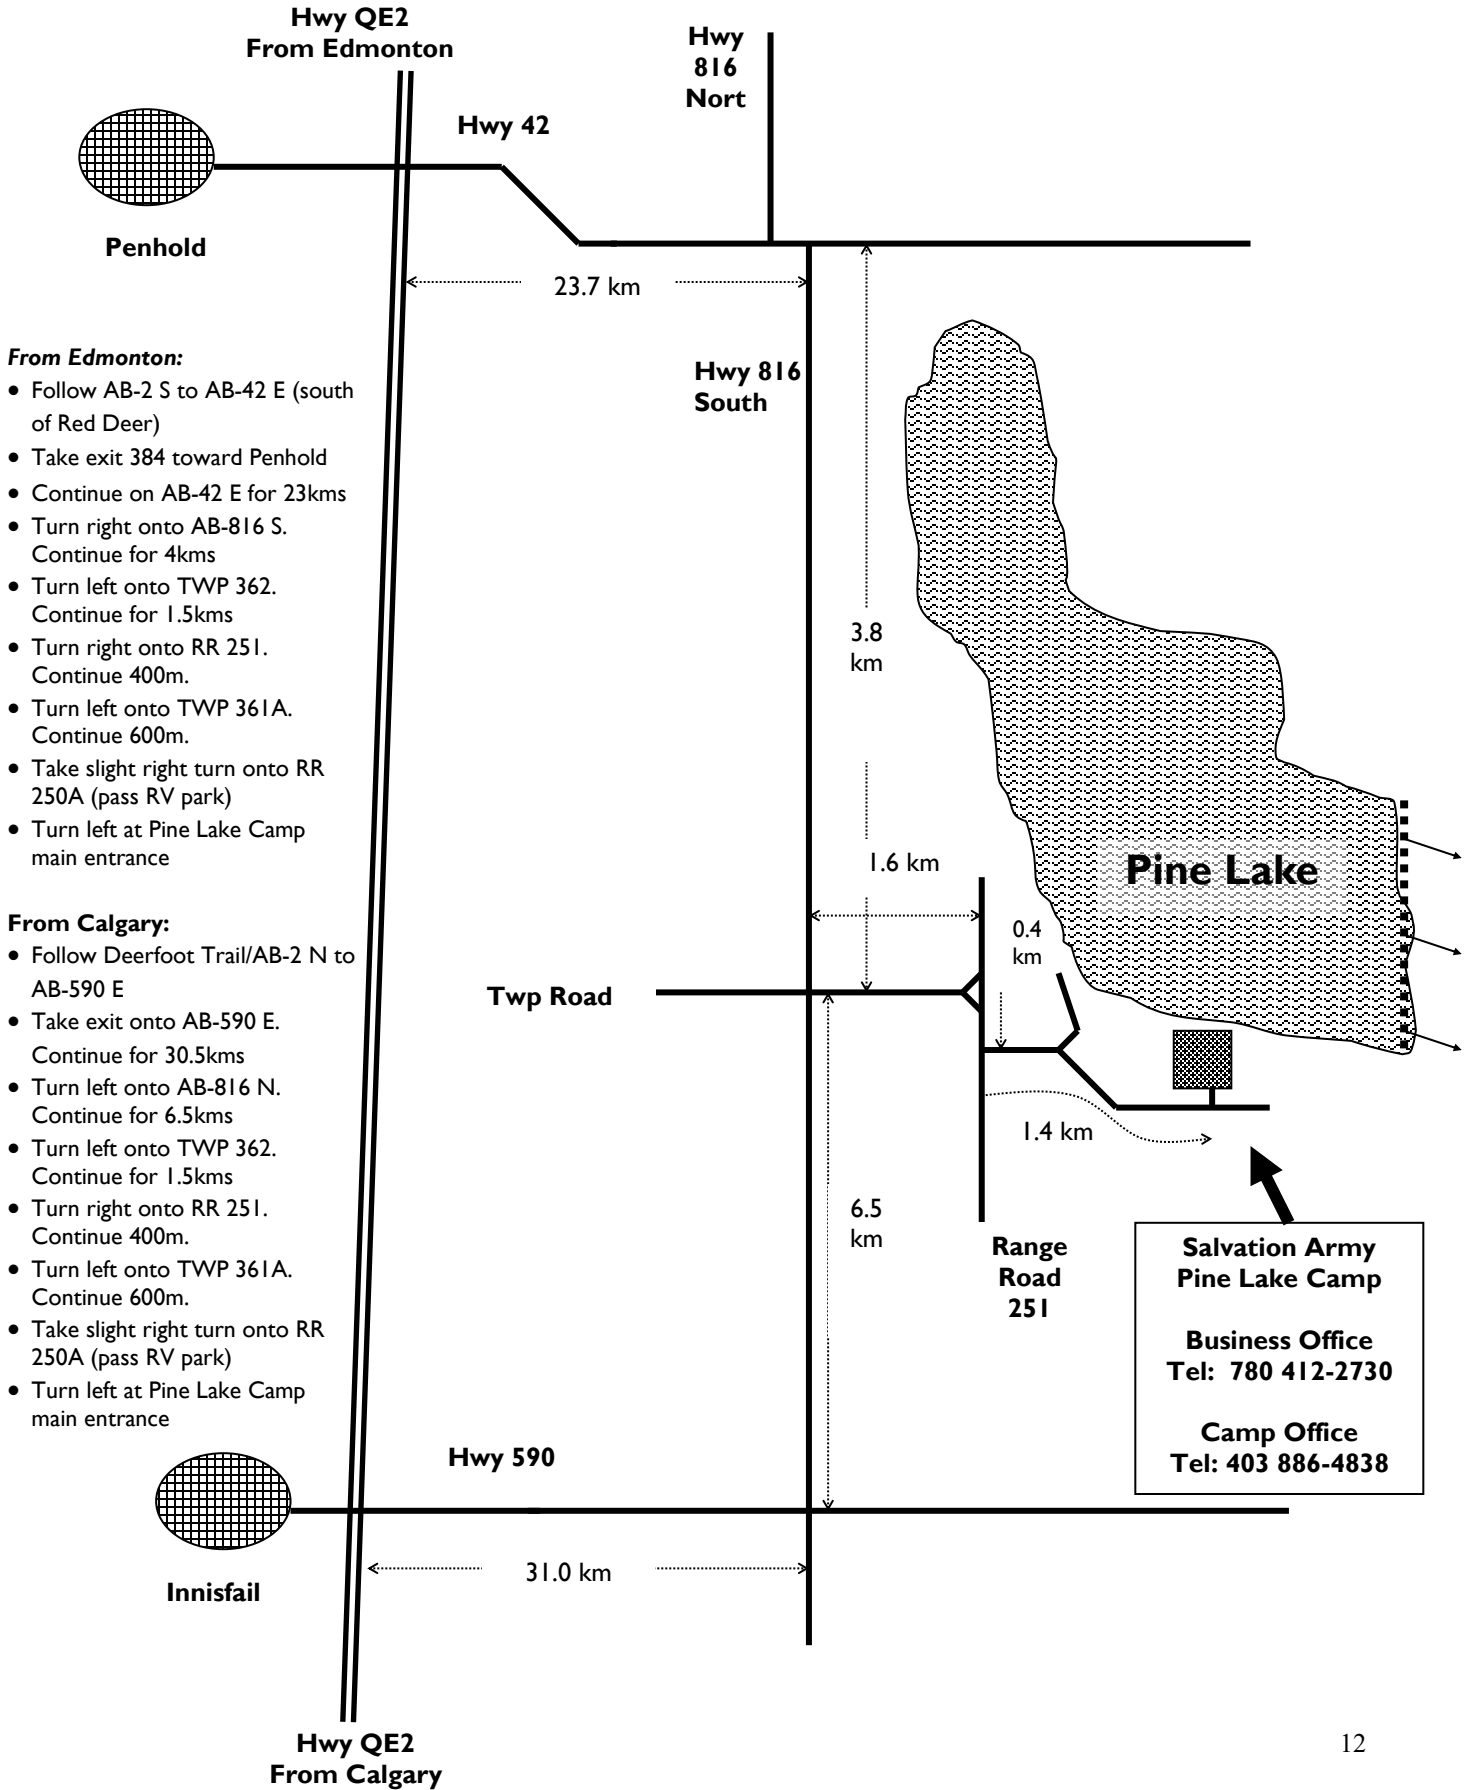 Hwy QE2
From Edmonton
Hwy
816
Nort
Hwy 42
Penhold
23.7 km
From Edmonton:
• Follow AB-2 S to AB-42 E (south
of Red Deer)
• Take exit 384 toward Penhold
• Continue on AB-42 E for 23kms
• Turn right onto AB-816 S.
Continue for 4kms
• Turn left onto TWP 362.
Continue for 1.5kms
• Turn right onto RR 251.
Continue 400m.
• Turn left onto TWP 361A.
Continue 600m.
• Take slight right turn onto RR
250A (pass RV park)
• Turn left at Pine Lake Camp
main entrance
From Calgary:
• Follow Deerfoot Trail/AB-2 N to
AB-590 E
• Take exit onto AB-590 E.
Continue for 30.5kms
• Turn left onto AB-816 N.
Continue for 6.5kms
• Turn left onto TWP 362.
Continue for 1.5kms
• Turn right onto RR 251.
Continue 400m.
• Turn left onto TWP 361A.
Continue 600m.
• Take slight right turn onto RR
250A (pass RV park)
• Turn left at Pine Lake Camp
main entrance
Hwy 816
South
3.8
km
Pine Lake
1.6 km
0.4
km
Twp Road
1.4 km
6.5
km
Range
Road
251
Salvation Army
Pine Lake Camp
Business Office
Tel: 780 412-2730
Camp Office
Tel: 403 886-4838
Hwy 590
31.0 km
Innisfail
Hwy QE2
From Calgary
12